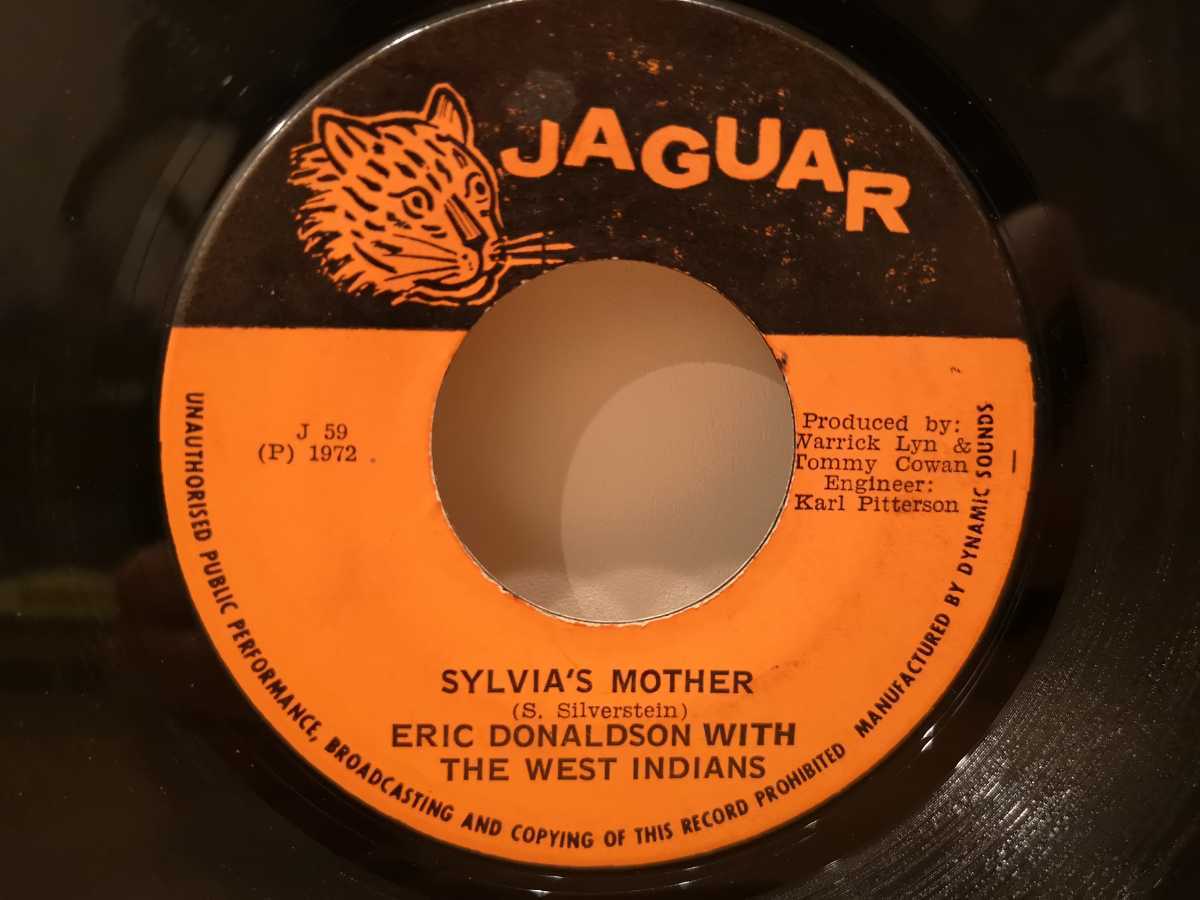 JAGUAR
J 59
(P) 1972
Produced by:
Warrick Lyn &
Tommy Cowan
Engineer:
Karl Pitterson
SYLVIA'S MOTHER
(S. Silverstein)
ERIC DONALDSON WITH
THE WEST INDIANS
UNAUTHORISED PUBLIC PERFORMANCE, BROADCASTING AND COPYING OF THIS RECORD PROHIBITED MANUFACTURED BY DYNAMIC SOUNDS